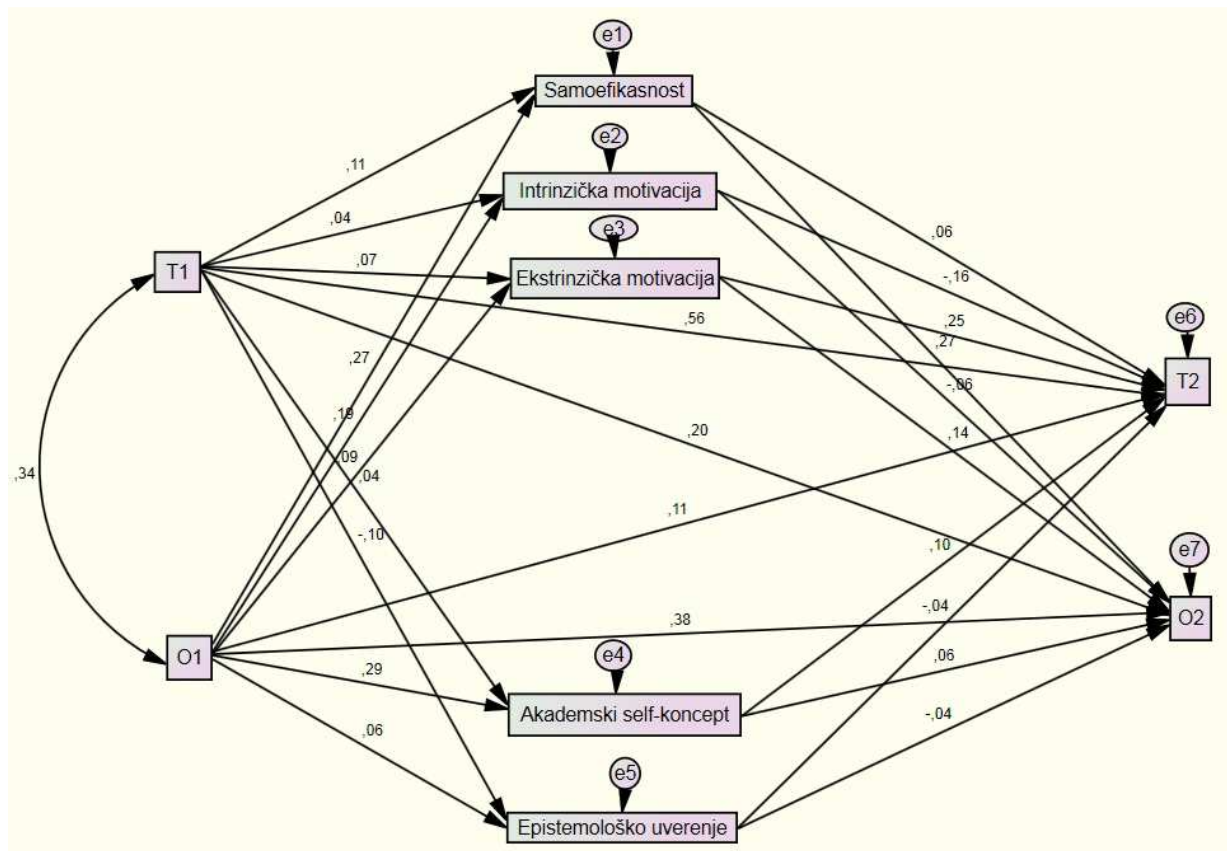 e1
Samoefikasnost
e2
,11
Intrinzička motivacija
,04
e3
,06
T1
,07
Ekstrinzička motivacija
-,16
,56
,25
e6
,27
,27
T2
-,06
,19
,20
,14
,09
,34
,04
,11
-,10
,10
e7
-,04
,38
O2
O1
e4
,29
,06
Akademski self-koncept
-,04
,06
e5
Epistemološko uverenje